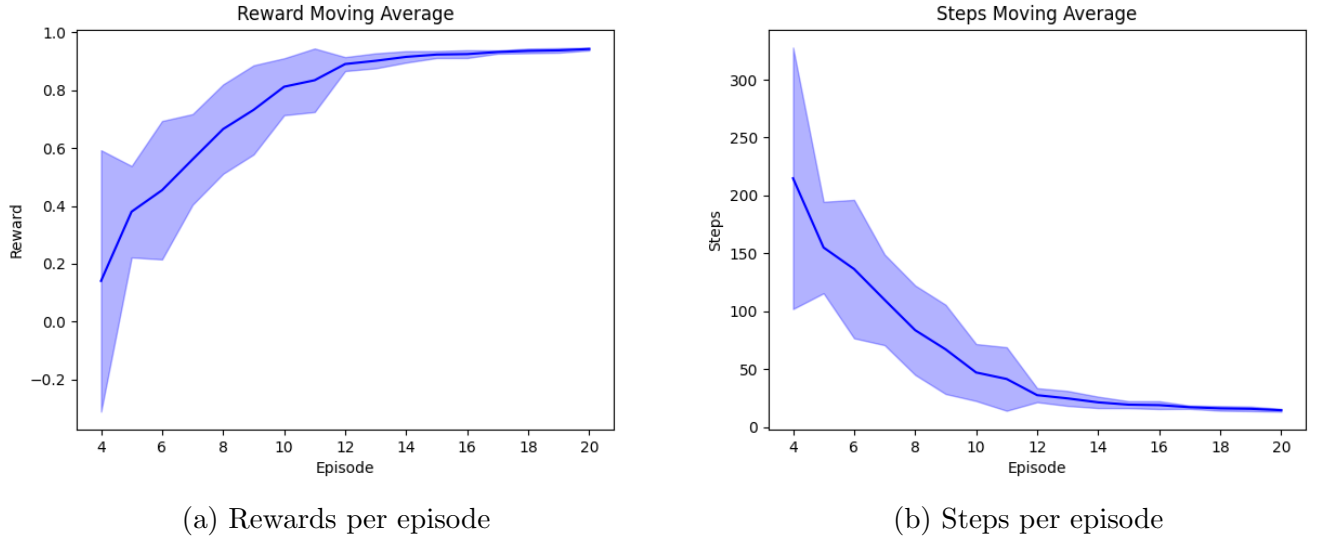 Reward Moving Average
1.0
0.8
0.6
0.4
0.2
0.0
−0.2
Reward
4 6 8 10 12 14 16 18 20
Episode
(a) Rewards per episode
Steps Moving Average
300
250
200
150
100
50
0
Steps
4 6 8 10 12 14 16 18 20
Episode
(b) Steps per episode